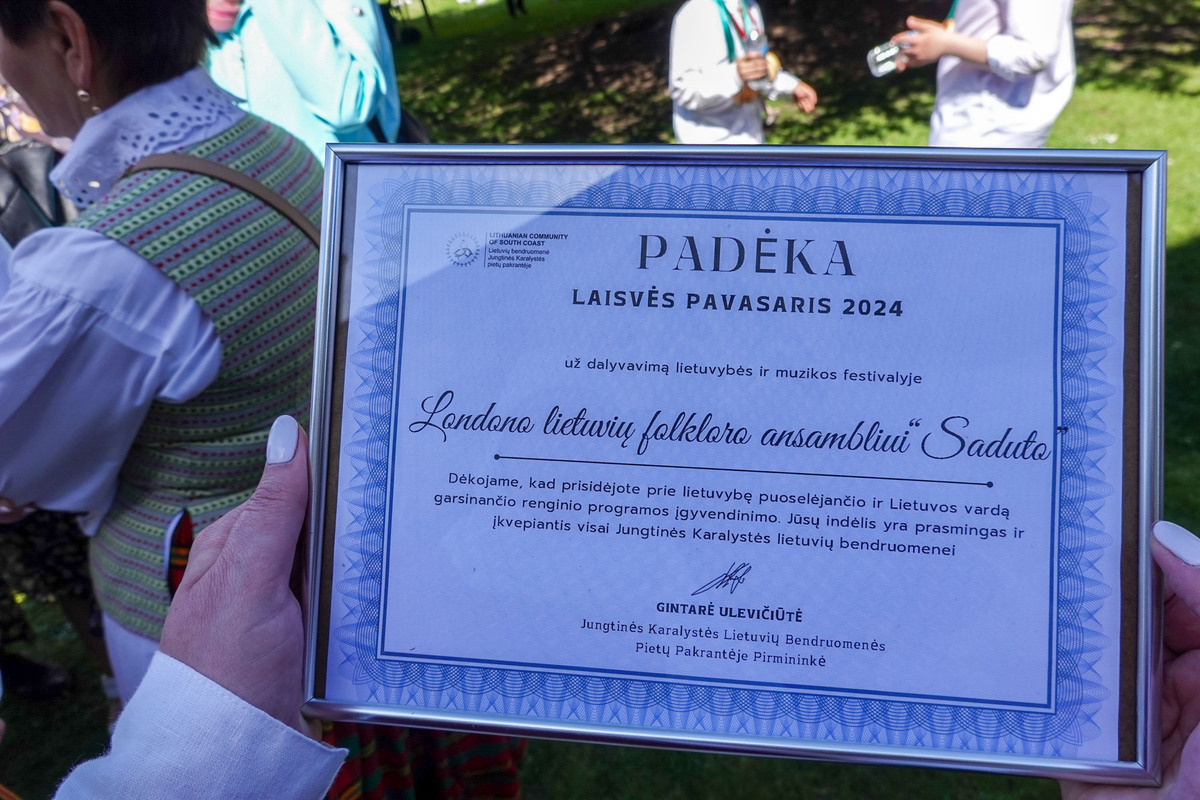 LITHUANIAN COMMUNITY
OF SOUTH COAST
Lietuvių bendruomenė
Jungtinės Karalystės
pietų pakrantėje
PADĖKA
LAISVĖS PAVASARIS 2024
už dalyvavimą lietuvybės ir muzikos festivalyje
Londono lietuvių folkloro ansambliui“ Saduto”
Dėkojame, kad prisidėjote prie lietuvybę puoselėjančio ir Lietuvos vardą
garsinančio renginio programos įgyvendinimo. Jūsų indėlis yra prasmingas ir
įkvepiantis visai Jungtinės Karalystės lietuvių bendruomenei
GINTARĖ ULEVIČIŪTĖ
Jungtinės Karalystės Lietuvių Bendruomenės
Pietų Pakrantėje Pirmininkė